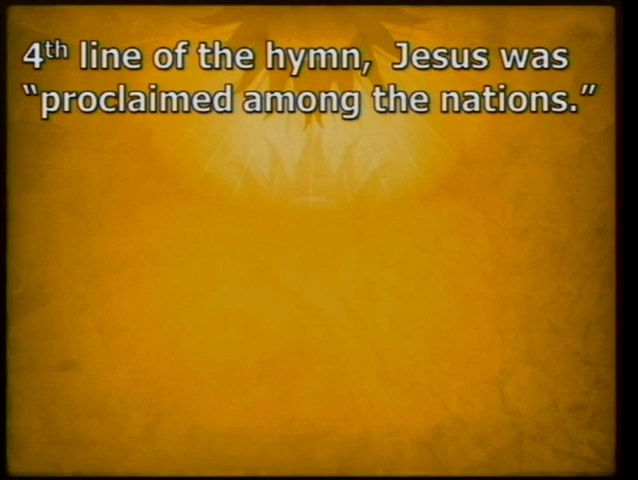 4th line of the hymn, Jesus was
“proclaimed among the nations.”